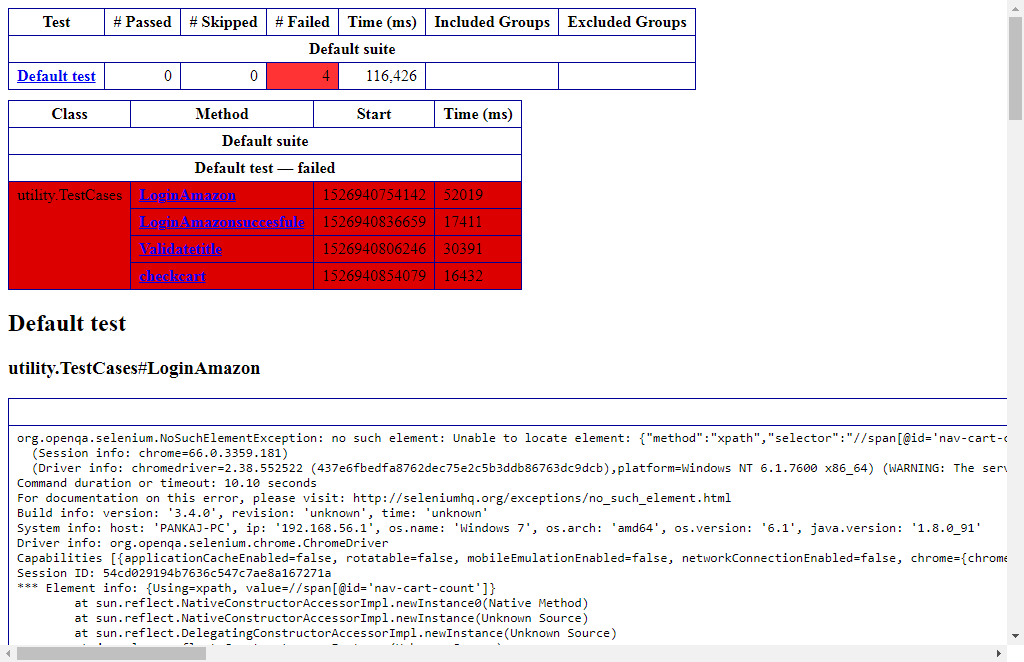 Test # Passed # Skipped # Failed Time (ms) Included Groups Excluded Groups
Default suite
Default test 0 0 4 116,426
Class Method Start Time (ms)
Default suite
Default test — failed
utility.TestCases LoginAmazon 1526940754142 52019
LoginAmazonsuccesfule 1526940836659 17411
Validatetitle 1526940806246 30391
checkcart 1526940854079 16432
Default test
utility.TestCases#LoginAmazon
org.openqa.selenium.NoSuchElementException: no such element: Unable to locate element: {"method":"xpath","selector":"//span[@id='nav-cart-c
(Session info: chrome=66.0.3359.181)
(Driver info: chromedriver=2.38.552522 (437e6fbedfa8762dec75e2c5b3ddb86763dc9dcb),platform=Windows NT 6.1.7600 x86_64) (WARNING: The serv
Command duration or timeout: 10.10 seconds
For documentation on this error, please visit: http://seleniumhq.org/exceptions/no_such_element.html
Build info: version: '3.4.0', revision: 'unknown', time: 'unknown'
System info: host: 'PANKAJ-PC', ip: '192.168.56.1', os.name: 'Windows 7', os.arch: 'amd64', os.version: '6.1', java.version: '1.8.0_91'
Driver info: org.openqa.selenium.chrome.ChromeDriver
Capabilities [{applicationCacheEnabled=false, rotatable=false, mobileEmulationEnabled=false, networkConnectionEnabled=false, chrome={chrome
Session ID: 54cd029194b7636c547c7ae8a167271a
*** Element info: {Using=xpath, value=//span[@id='nav-cart-count']}
at sun.reflect.NativeConstructorAccessorImpl.newInstance0(Native Method)
at sun.reflect.NativeConstructorAccessorImpl.newInstance(Unknown Source)
at sun.reflect.DelegatingConstructorAccessorImpl.newInstance(Unknown Source)